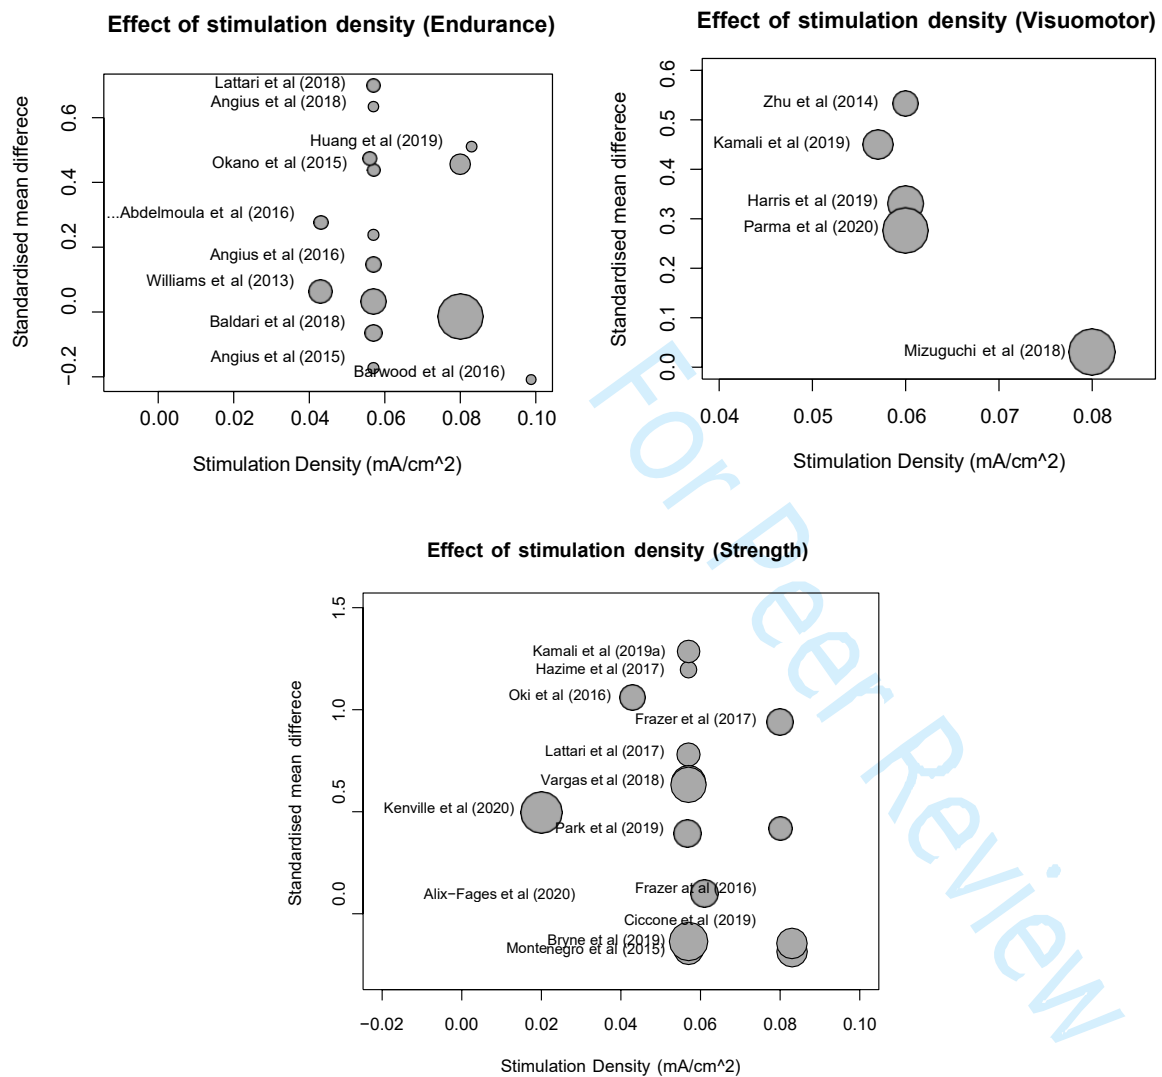 Effect of stimulation density (Endurance)
Standardised mean differece
0.6
0.4
0.2
0.0
−0.2
Lattari et al (2018)
Angius et al (2018)
Huang et al (2019)
Okano et al (2015)
...Abdelmoula et al (2016)
Angius et al (2016)
Williams et al (2013)
Baldari et al (2018)
Angius et al (2015)
Barwood et al (2016)
0.00 0.02 0.04 0.06 0.08 0.10
Stimulation Density (mA/cm^2)
Effect of stimulation density (Visuomotor)
Standardised mean differece
0.6
0.5
0.4
0.3
0.2
0.1
0.0
Zhu et al (2014)
Kamali et al (2019)
Harris et al (2019)
Parma et al (2020)
Mizuguchi et al (2018)
0.04 0.05 0.06 0.07 0.08
Stimulation Density (mA/cm^2)
Effect of stimulation density (Strength)
Standardised mean differece
1.5
1.0
0.5
0.0
Kamali et al (2019a)
Hazime et al (2017)
Oki et al (2016)
Frazer et al (2017)
Lattari et al (2017)
Vargas et al (2018)
Kenville et al (2020)
Park et al (2019)
Alix−Fages et al (2020)
Frazer at al (2016)
Ciccone et al (2019)
Bryne et al (2019)
Montenegro et al (2015)
−0.02 0.00 0.02 0.04 0.06 0.08 0.10
Stimulation Density (mA/cm^2)
For Peer Review